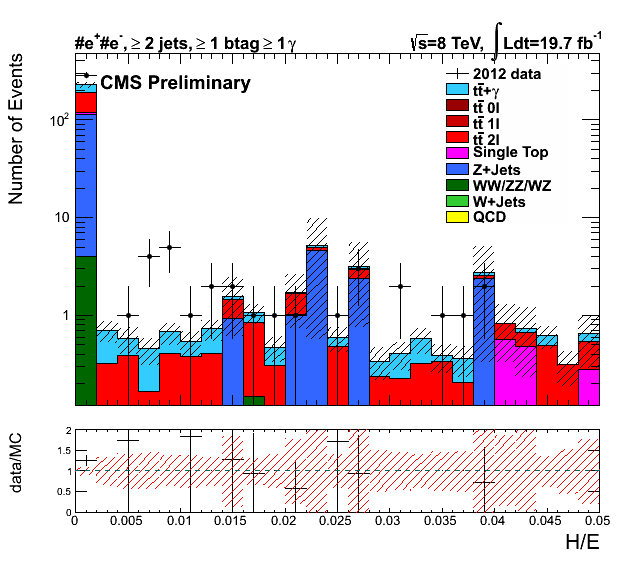 #e⁺#e⁻, ≥ 2 jets, ≥ 1 btag ≥ 1 γ
√s=8 TeV, ∫Ldt=19.7 fb⁻¹
CMS Preliminary
2012 data
tt̄+γ
tt̄ 0l
tt̄ 1l
tt̄ 2l
Single Top
Z+Jets
WW/ZZ/WZ
W+Jets
QCD
Number of Events
10²
10
1
data/MC
2
1.5
1
0.5
0
0 0.005 0.01 0.015 0.02 0.025 0.03 0.035 0.04 0.045 0.05
H/E